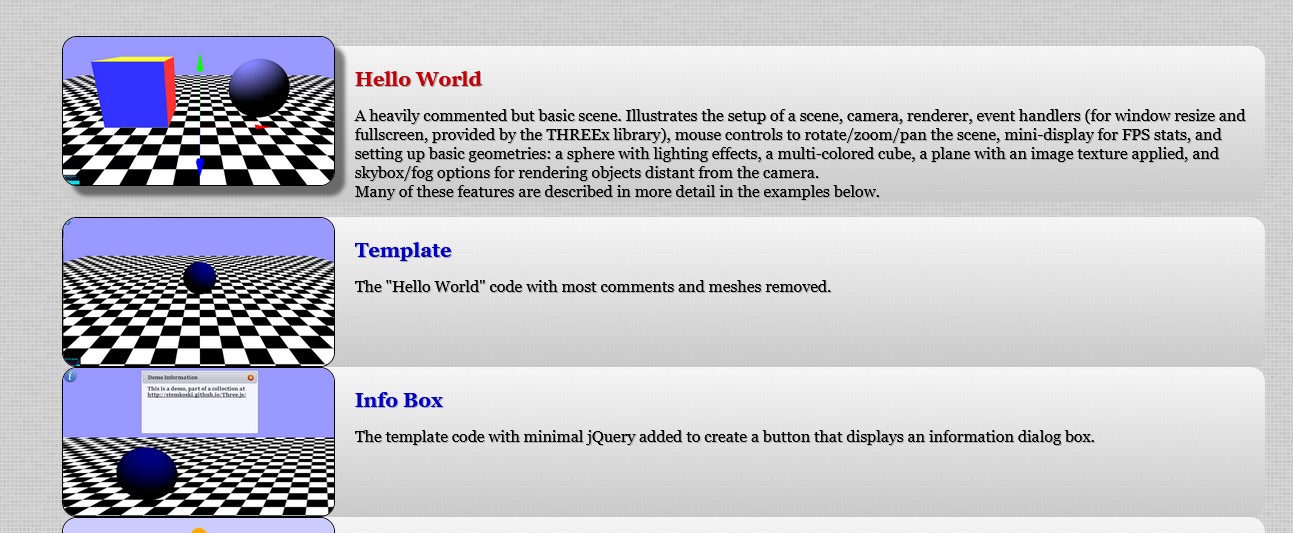 Hello World
A heavily commented but basic scene. Illustrates the setup of a scene, camera, renderer, event handlers (for window resize and
fullscreen, provided by the THREEx library), mouse controls to rotate/zoom/pan the scene, mini-display for FPS stats, and
setting up basic geometries: a sphere with lighting effects, a multi-colored cube, a plane with an image texture applied, and
skybox/fog options for rendering objects distant from the camera.
Many of these features are described in more detail in the examples below.
Template
The "Hello World" code with most comments and meshes removed.
i
Demo Information
This is a demo, part of a collection at
http://stemkoski.github.io/Three.js/
Info Box
The template code with minimal jQuery added to create a button that displays an information dialog box.